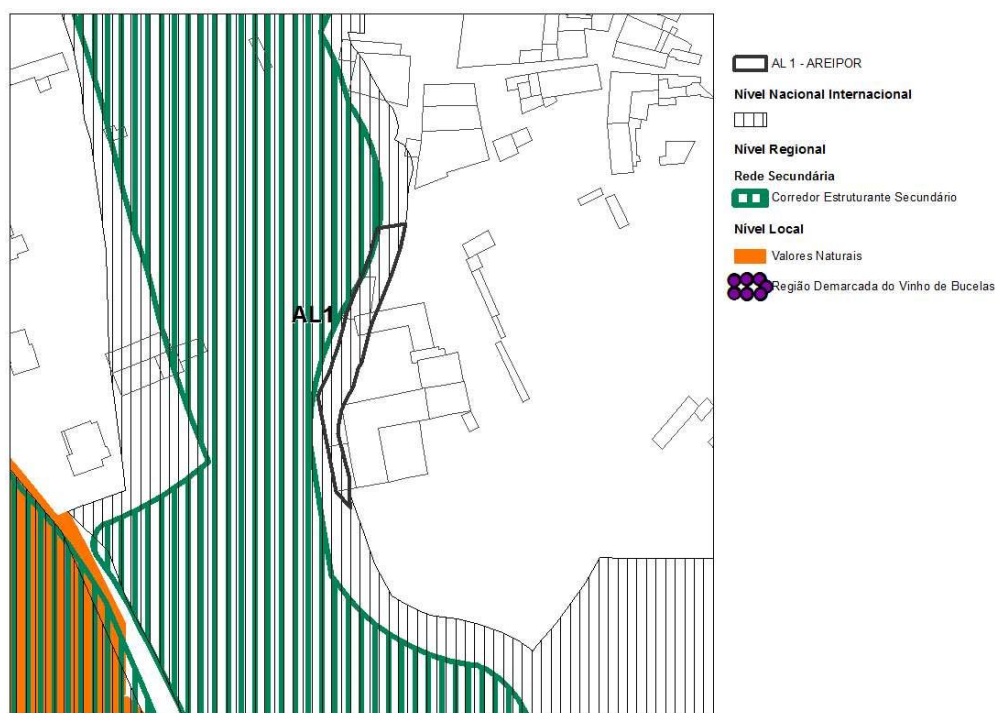 AL1
AL 1 - AREIPOR
Nível Nacional Internacional
Nível Regional
Rede Secundária
Corredor Estruturante Secundário
Nível Local
Valores Naturais
Região Demarcada do Vinho de Bucelas